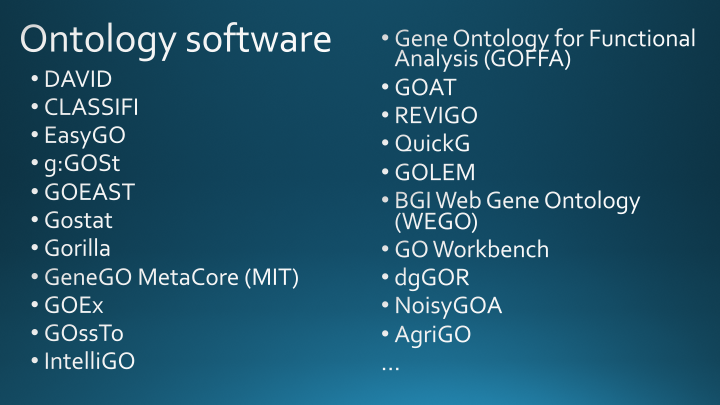 Ontology software
• DAVID
• CLASSIFI
• EasyGO
• g:GOSt
• GOEAST
• Gostat
• Gorilla
• GeneGO MetaCore (MIT)
• GOEx
• GOssTo
• IntelliGO
• Gene Ontology for Functional
Analysis (GOFFA)
• GOAT
• REVIGO
• QuickG
• GOLEM
• BGI Web Gene Ontology
(WEGO)
• GO Workbench
• dgGOR
• NoisyGOA
• AgriGO
...